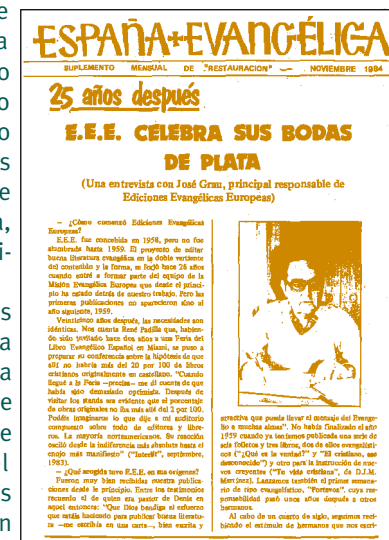 e
a
o
o
o
s
e
a,
i-
s
a
a
e
e
l
s
n
ESPAÑA+EVANGÉLICA
SUPLEMENTO MENSUAL DE "RESTAURACION" — NOVIEMBRE 1984
25 años después
E.E.E. CELEBRA SUS BODAS
DE PLATA
(Una entrevista con José Grau, principal responsable de
Ediciones Evangélicas Europeas)
— ¿Cómo comenzó Ediciones Evangélicas
Europeas?
E.E.E. fue concebida en 1958, pero no fue
alumbrada hasta 1959. El proyecto de editar
buena literatura evangélica en la doble vertiente
del contenido y la forma, se forjó hace 26 años
cuando entré a formar parte del equipo de la
Misión Evangélica Europea que desde el princi-
pio ha estado detrás de nuestro trabajo. Pero las
primeras publicaciones no aparecieron sino al
año siguiente, 1959.
Veinticinco años después, las necesidades son
idénticas. Nos cuenta René Padilla que, habien-
do sido invitado hace dos años a una Feria del
Libro Evangélico Español en Miami, se puso a
preparar su conferencia sobre la hipótesis de que
allí no habría más del 20 por 100 de libros
cristianos originalmente en castellano. "Cuando
llegué a la Feria —precisa— me di cuenta de que
había sido demasiado optimista. Después de
visitar los stands era evidente que el porcentaje
de obras originales no iba más allá del 2 por 100.
Podéis imaginaros lo que dije a mi auditorio
compuesto sobre todo de editores y libre-
ros. La mayoría norteamericanos. Su reacción
osciló desde la indiferencia más absoluta hasta el
enojo más manifiesto" ("Interlit", septiembre,
1983).
— ¿Qué acogida tuvo E.E.E. en sus orígenes?
Fueron muy bien recibidas nuestra publica-
ciones desde le principio. Entre los testimonios
recuerdo el de quien era pastor de Denia en
aquel entonces: "Que Dios bendiga el esfuerzo
que estáis haciendo para publicar buena literatu-
ra —me escribía en una carta—, bien escrita y
atractiva que pueda llevar el mensaje del Evange-
lio a muchas almas". No había finalizado el año
1959 cuando ya teníamos publicada una serie de
seis folletos y tres libros, dos de ellos evangelísti-
cos ("¿Qué es la verdad?" y "El cristiano, ese
desconocido") y otro para la instrucción de nue-
vos creyentes ("Tu vida cristiana", de D.J.M.
Martínez). Lanzamos también el primer semana-
rio de tipo evangelístico, "Portavoz", cuya res-
ponsabilidad pasó unos años después a otros
hermanos.
Al cabo de un cuarto de siglo, seguimos reci-
biendo el estímulo de hermanos que nos escri-